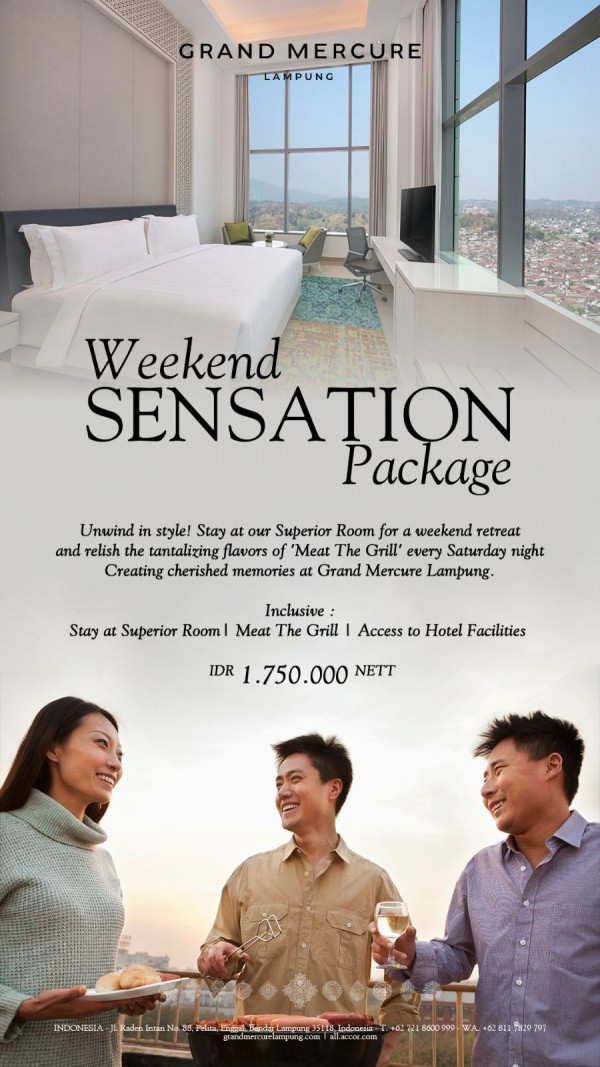 GRAND MERCURE
LAMPUNG
Weekend
SENSATION
Package
Unwind in style! Stay at our Superior Room for a weekend retreat
and relish the tantalizing flavors of 'Meat The Grill' every Saturday night
Creating cherished memories at Grand Mercure Lampung.
Inclusive :
Stay at Superior Room | Meat The Grill | Access to Hotel Facilities
IDR 1.750.000 NETT
INDONESIA - Jl. Raden Intan No. 88, Pelita, Enggal, Bandar Lampung 35118, Indonesia - T. +62 721 8600 999 - WA. +62 811 7829 797
grandmercurelampung.com | all.accor.com